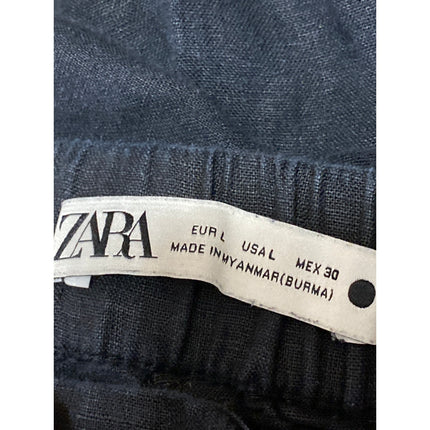 ZARA
EUR L USA L MEX 30
MADE IN MYANMAR(BURMA)